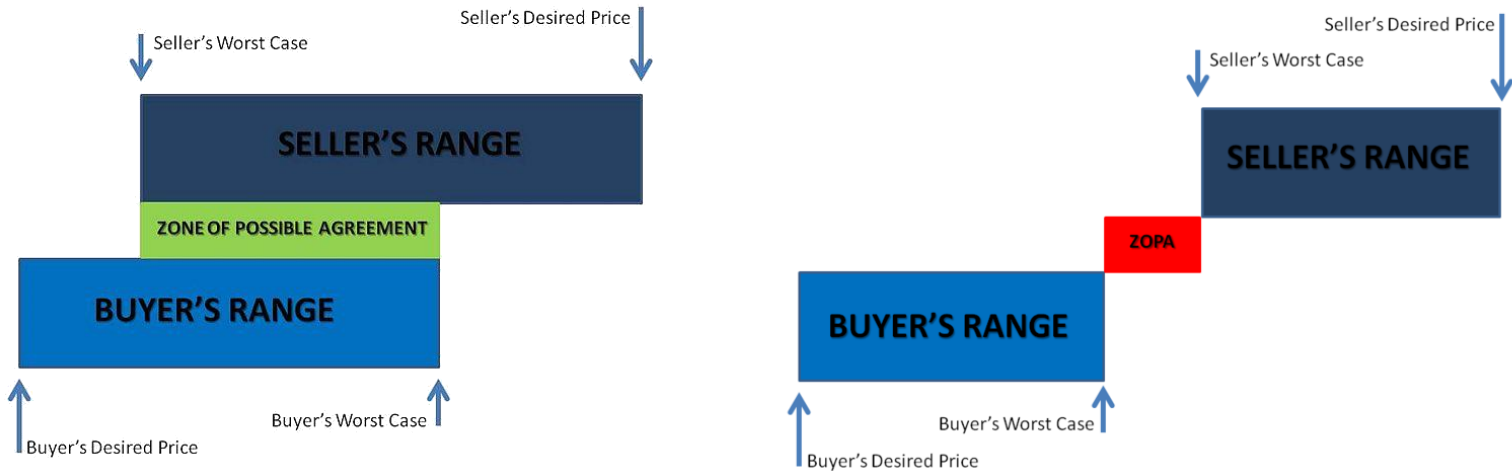 Seller's Desired Price
Seller's Worst Case
SELLER'S RANGE
ZONE OF POSSIBLE AGREEMENT
BUYER'S RANGE
Buyer's Worst Case
Buyer's Desired Price
Seller's Desired Price
Seller's Worst Case
SELLER'S RANGE
ZOPA
BUYER'S RANGE
Buyer's Worst Case
Buyer's Desired Price